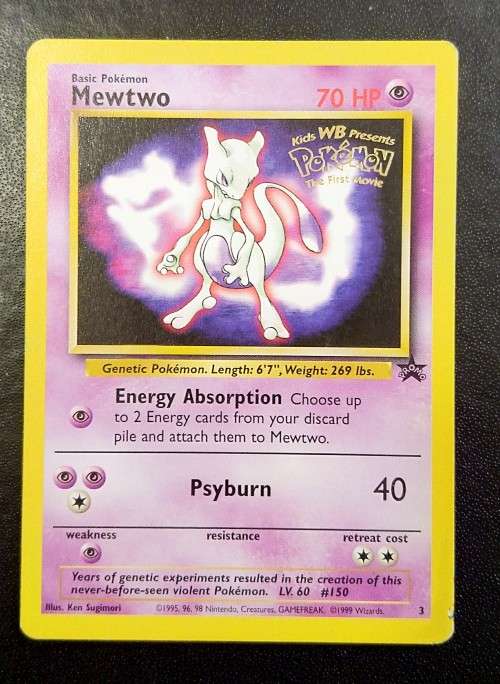 Basic Pokémon
Mewtwo 70 HP
Kids WB Presents
POKéMON
The First Movie
Genetic Pokémon. Length: 6'7", Weight: 269 lbs.
PROMO
Energy Absorption Choose up
to 2 Energy cards from your discard
pile and attach them to Mewtwo.
Psyburn 40
weakness resistance retreat cost
Years of genetic experiments resulted in the creation of this
never-before-seen violent Pokémon. LV. 60 #150
Illus. Ken Sugimori ©1995, 96, 98 Nintendo, Creatures, GAMEFREAK. ©1999 Wizards. 3